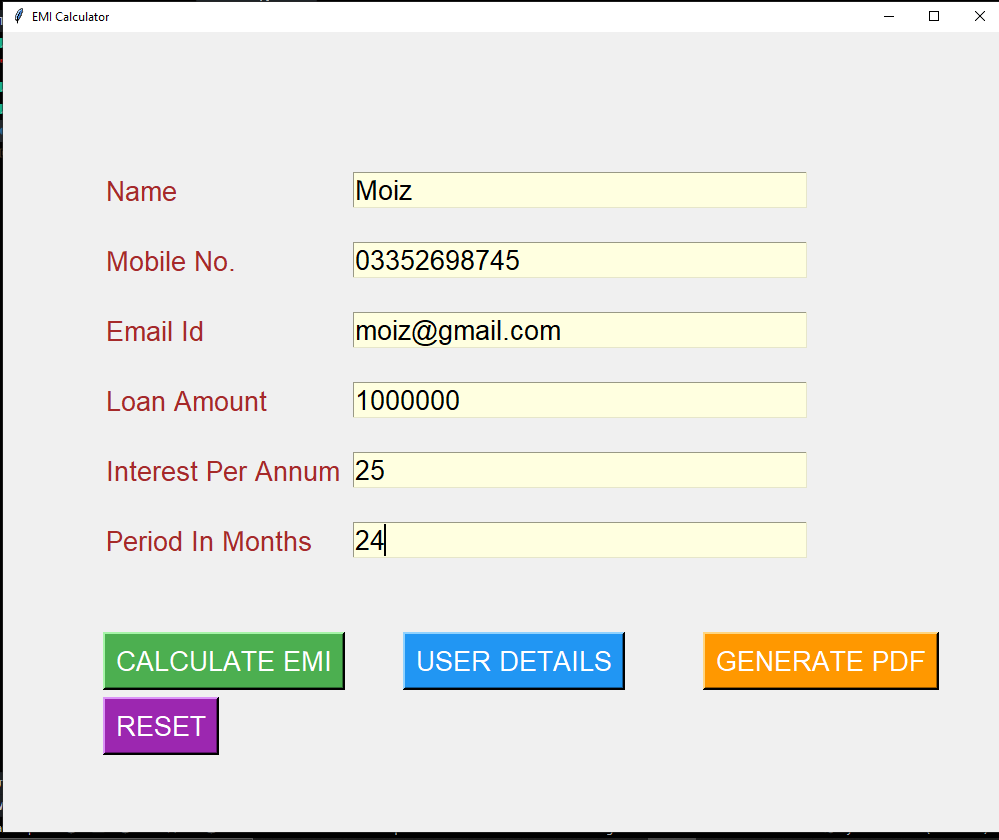 EMI Calculator
Name Moiz
Mobile No. 03352698745
Email Id moiz@gmail.com
Loan Amount 1000000
Interest Per Annum 25
Period In Months 24
CALCULATE EMI USER DETAILS GENERATE PDF
RESET